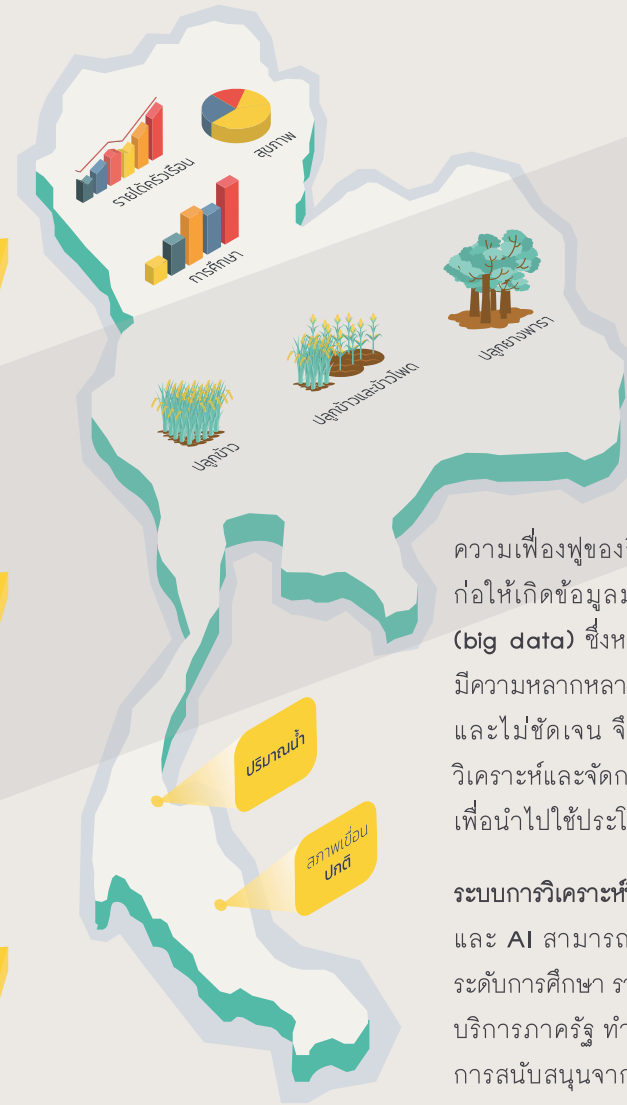 รายได้ครัวเรือน
สุขภาพ
การศึกษา
ปลูกข้าว
ปลูกข้าวและข้าวโพด
ปลูกยางพารา
ปริมาณน้ำ
สภาพเขื่อน
ปกติ
ความเฟื่องฟูของ
ก่อให้เกิดข้อมูล
(big data) ซึ่งห
มีความหลากหลา
และไม่ชัดเจน จึ
วิเคราะห์และจัดก
เพื่อนำไปใช้ประโ
ระบบการวิเคราะห์
และ AI สามารถ
ระดับการศึกษา รา
บริการภาครัฐ ทำ
การสนับสนุนจาก